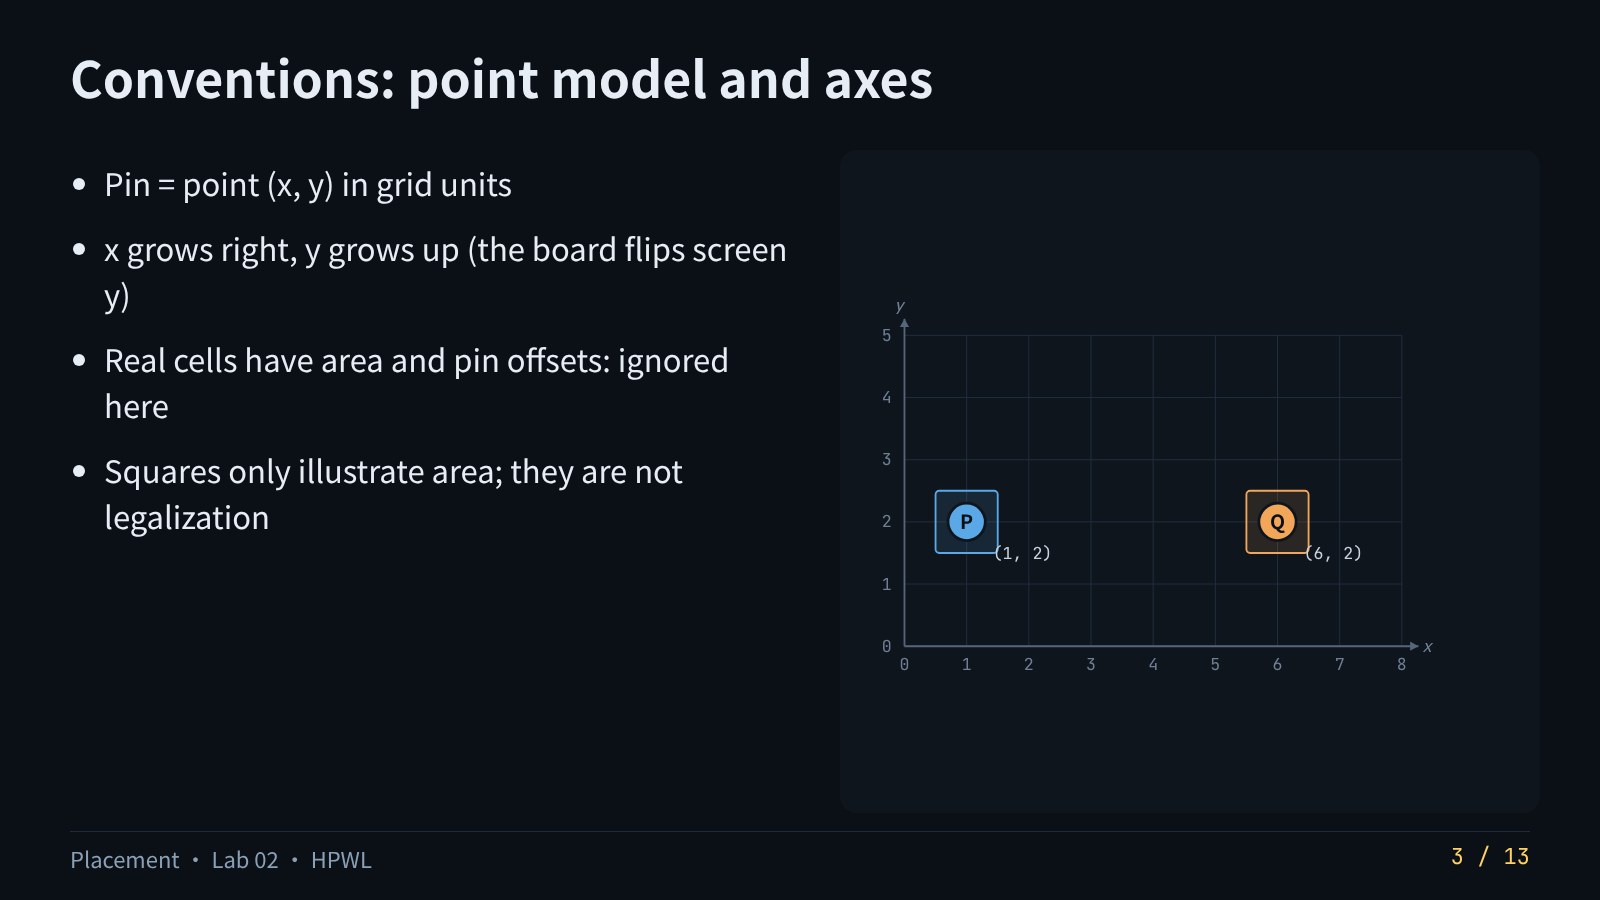 Conventions: point model and axes
• Pin = point (x, y) in grid units
• x grows right, y grows up (the board flips screen
y)
• Real cells have area and pin offsets: ignored
here
• Squares only illustrate area; they are not
legalization
y
5
4
3
2
1
0
P
(1, 2)
Q
(6, 2)
0 1 2 3 4 5 6 7 8
x
Placement • Lab 02 • HPWL
3 / 13